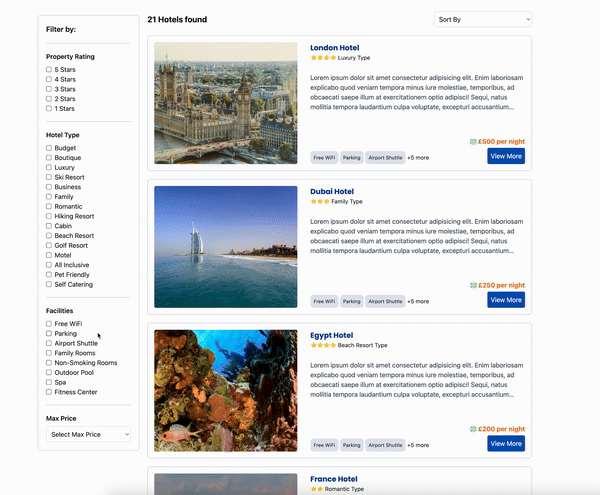 Filter by:
Property Rating
5 Stars
4 Stars
3 Stars
2 Stars
1 Stars
Hotel Type
Budget
Boutique
Luxury
Ski Resort
Business
Family
Romantic
Hiking Resort
Cabin
Beach Resort
Golf Resort
Motel
All Inclusive
Pet Friendly
Self Catering
Facilities
Free WiFi
Parking
Airport Shuttle
Family Rooms
Non-Smoking Rooms
Outdoor Pool
Spa
Fitness Center
Max Price
Select Max Price
21 Hotels found
Sort By
London Hotel
Luxury Type
Lorem ipsum dolor sit amet consectetur adipisicing elit. Enim laboriosam
explicabo quos veniam tempora minus iure molestiae, temporibus, ad
obcaecati saepe illum at exercitationem optio adipisci! Sequi, natus
tempora laudantium culpa voluptate, excepturi accusantium...
£500 per night
Free WiFi Parking Airport Shuttle +5 more
View More
Dubai Hotel
Family Type
Lorem ipsum dolor sit amet consectetur adipisicing elit. Enim laboriosam
explicabo quos veniam tempora minus iure molestiae, temporibus, ad
obcaecati saepe illum at exercitationem optio adipisci! Sequi, natus
tempora laudantium culpa voluptate, excepturi accusantium...
£250 per night
Free WiFi Parking Airport Shuttle +5 more
View More
Egypt Hotel
Beach Resort Type
Lorem ipsum dolor sit amet consectetur adipisicing elit. Enim laboriosam
explicabo quos veniam tempora minus iure molestiae, temporibus, ad
obcaecati saepe illum at exercitationem optio adipisci! Sequi, natus
tempora laudantium culpa voluptate, excepturi accusantium...
£200 per night
Free WiFi Parking Airport Shuttle +5 more
View More
France Hotel
Romantic Type